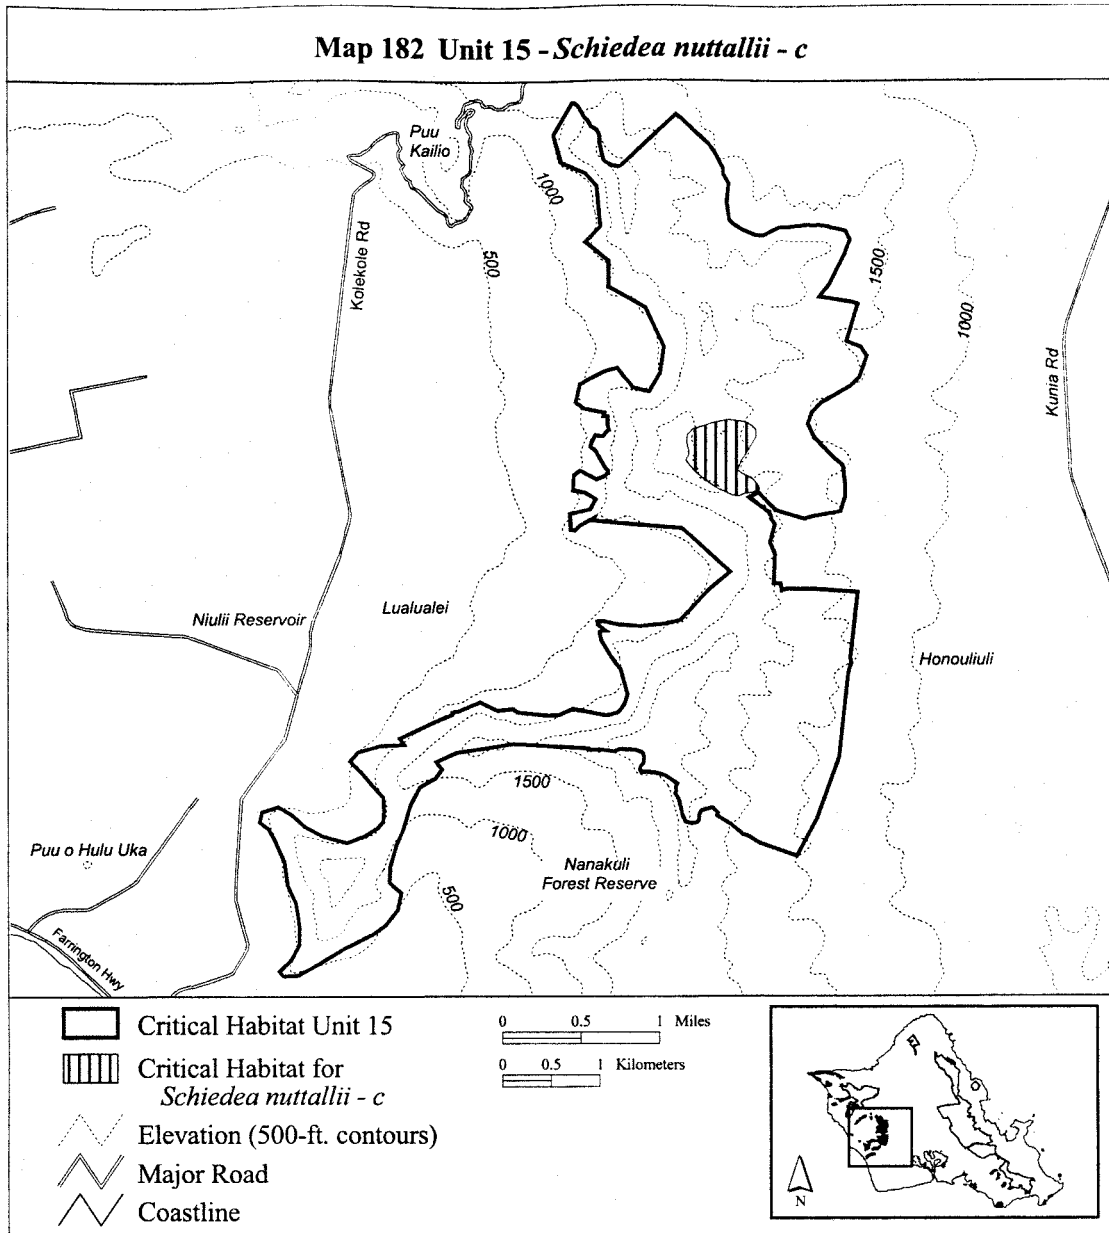 Map 182 Unit 15 - Schiedea nuttallii - c
Puu
Kailio
1000
500
Kolekole Rd
1500
1000
Kunia Rd
Niulii Reservoir
Lualualei
Honouliuli
1500
1000
Puu o Hulu Uka
Nanakuli
Forest Reserve
500
Farrington Hwy
Critical Habitat Unit 15
Critical Habitat for
Schiedea nuttallii - c
Elevation (500-ft. contours)
Major Road
Coastline
0 0.5 1 Miles
0 0.5 1 Kilometers
N